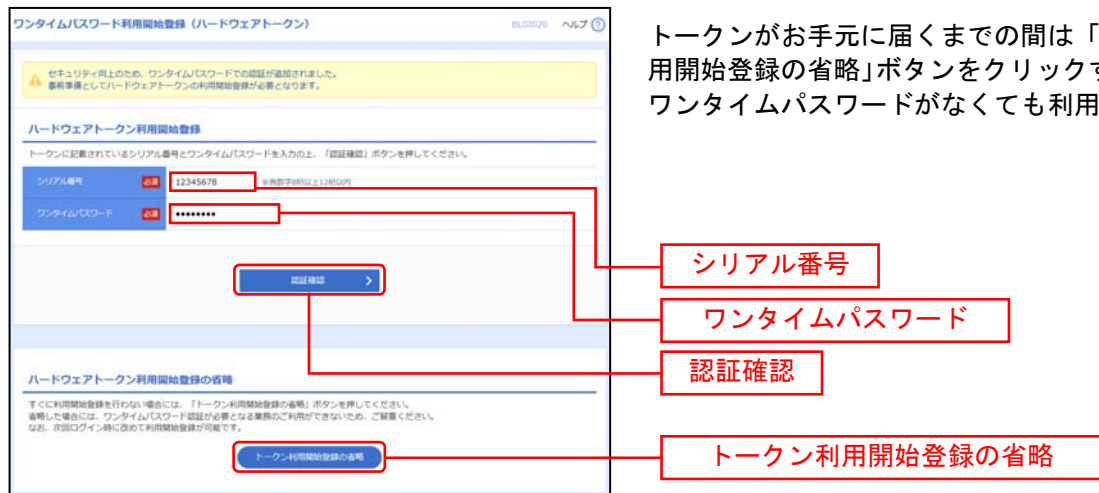 ワンタイムパスワード利用開始登録（ハードウェアトークン）
BLGI020 ヘルプ ?
トークンがお手元に届くまでの間は「
用開始登録の省略」ボタンをクリックす
ワンタイムパスワードがなくても利用
セキュリティ向上のため、ワンタイムパスワードでの認証が追加されました。
事前準備としてハードウェアトークンの利用開始登録が必要となります。
ハードウェアトークン利用開始登録
トークンに記載されているシリアル番号とワンタイムパスワードを入力の上、「認証確認」ボタンを押してください。
シリアル番号 必須 12345678 半角数字8桁以上12桁以内
ワンタイムパスワード 必須 ••••••••
シリアル番号
認証確認
ワンタイムパスワード
認証確認
ハードウェアトークン利用開始登録の省略
すぐに利用開始登録を行わない場合には、「トークン利用開始登録の省略」ボタンを押してください。
省略した場合には、ワンタイムパスワード認証が必要となる業務のご利用ができないため、ご留意ください。
なお、次回ログイン時に改めて利用開始登録が可能です。
トークン利用開始登録の省略
トークン利用開始登録の省略